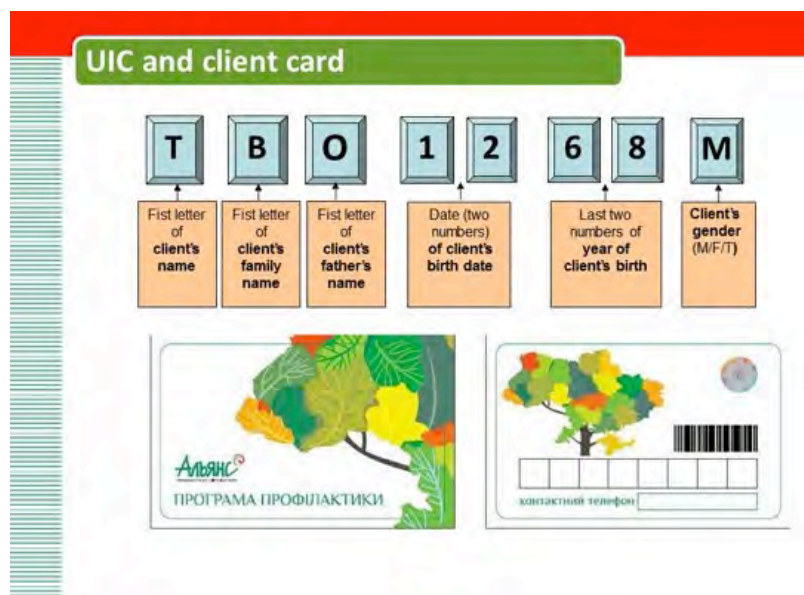 UIC and client card
T B O 1 2 6 8 M
Fist letter
of
client's
name
Fist letter
of
client's
family
name
Fist letter
of
client's
father's
name
Date (two
numbers)
of client's
birth date
Last two
numbers of
year of
client's birth
Client's
gender
(M/F/T)
Альянс
ПРОГРАМА ПРОФІЛАКТИКИ
контактний телефон